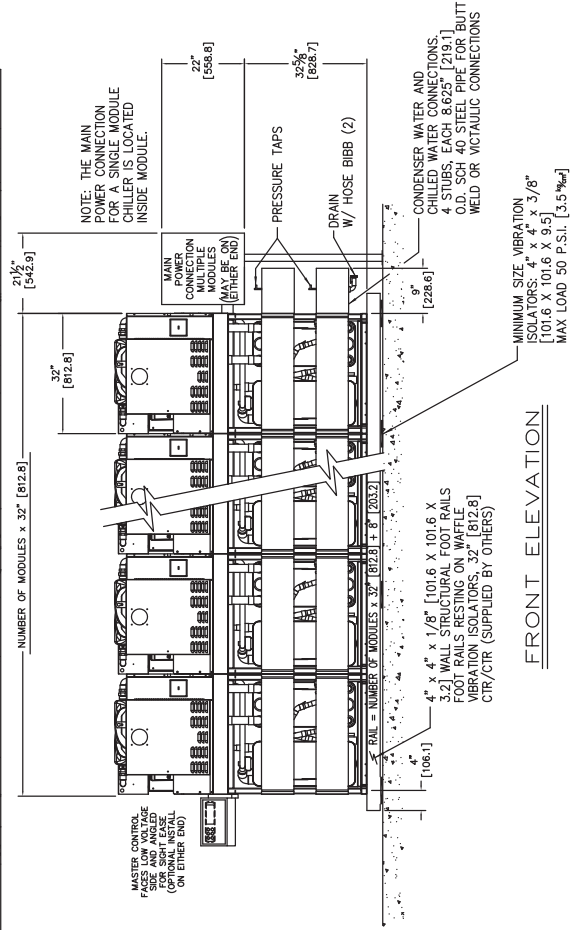 NUMBER OF MODULES x 32" [812.8]
21½"
[542.9]
NOTE: THE MAIN
POWER CONNECTION
FOR A SINGLE MODULE
CHILLER IS LOCATED
INSIDE MODULE.
32"
[812.8]
22"
[558.8]
32⅝"
[828.7]
MASTER CONTROL
FACES LOW VOLTAGE
SIDE AND ANGLED
FOR SIGHT EASE
(OPTIONAL INSTALL
ON EITHER END)
MAIN
POWER
CONNECTION
MULTIPLE
MODULES
(MAY BE ON
EITHER END)
PRESSURE TAPS
DRAIN
W/ HOSE BIBB (2)
CONDENSER WATER AND
CHILLED WATER CONNECTIONS.
4 STUBS, EACH 8.625" [219.1]
O.D. SCH 40 STEEL PIPE FOR BUTT
WELD OR VICTAULIC CONNECTIONS
9"
[228.6]
RAIL = NUMBER OF MODULES x 32" [812.8] + 8" [203.2]
4"
[106.1]
4" x 4" x 1/8" [101.6 X 101.6 X
3.2] WALL STRUCTURAL FOOT RAILS
FOOT RAILS RESTING ON WAFFLE
VIBRATION ISOLATORS, 32" [812.8]
CTR/CTR (SUPPLIED BY OTHERS)
MINIMUM SIZE VIBRATION
ISOLATORS: 4" x 4" x 3/8"
[101.6 X 101.6 X 9.5]
MAX LOAD 50 P.S.I. [3.5 kg/cm²]
FRONT ELEVATION